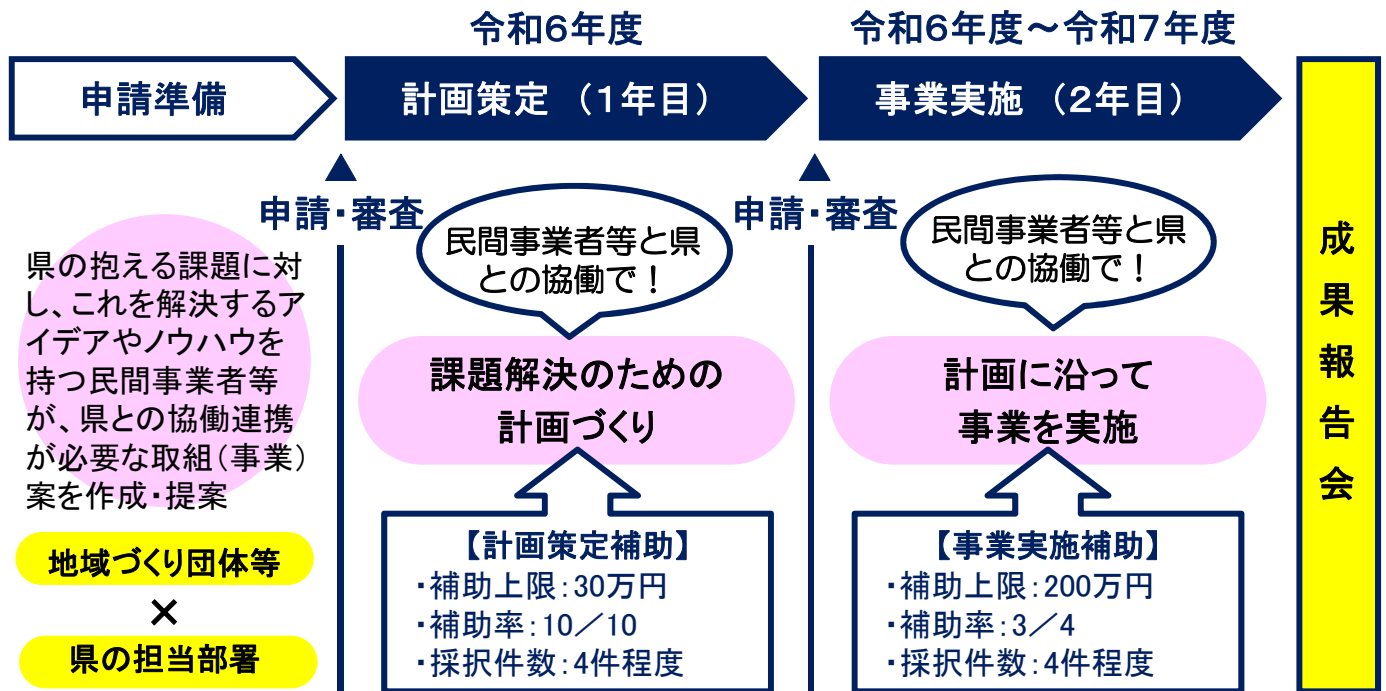 令和6年度
令和6年度～令和7年度
申請準備
計画策定（1年目）
事業実施（2年目）
申請・審査
申請・審査
県の抱える課題に対
し、これを解決するア
イデアやノウハウを
持つ民間事業者等
が、県との協働連携
が必要な取組（事業）
案を作成・提案
地域づくり団体等
×
県の担当部署
民間事業者等と県
との協働で！
課題解決のための
計画づくり
【計画策定補助】
・補助上限：30万円
・補助率：10／10
・採択件数：4件程度
民間事業者等と県
との協働で！
計画に沿って
事業を実施
【事業実施補助】
・補助上限：200万円
・補助率：3／4
・採択件数：4件程度
成果報告会